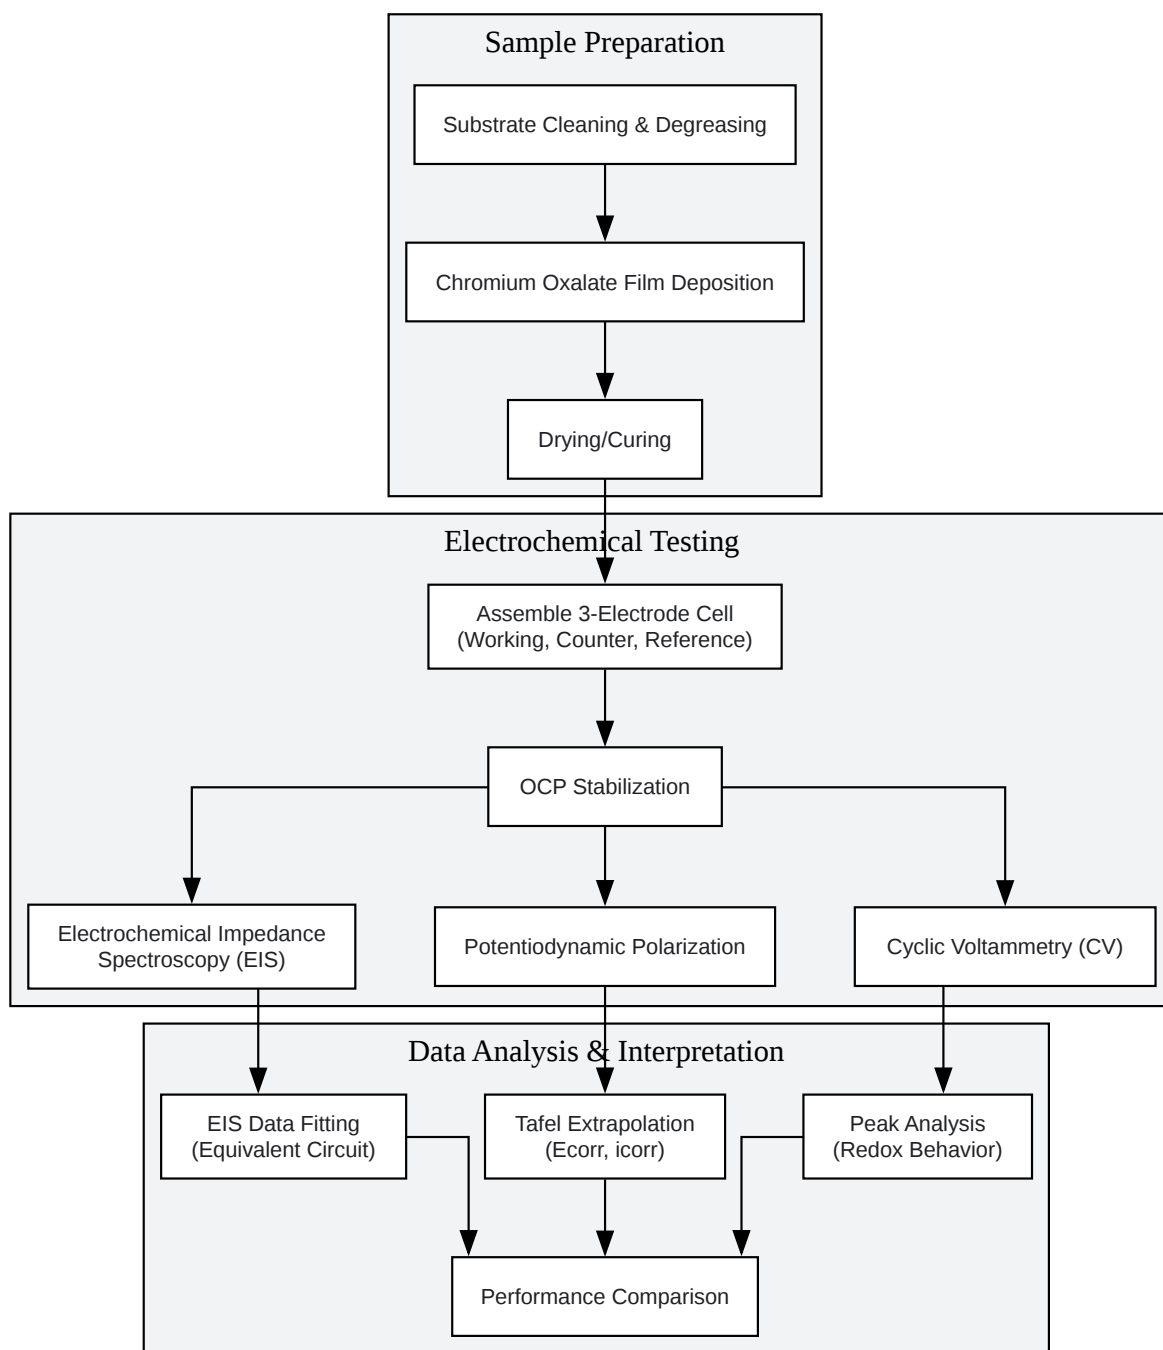 Sample Preparation
Substrate Cleaning & Degreasing
Chromium Oxalate Film Deposition
Drying/Curing
Electrochemical Testing
Assemble 3-Electrode Cell
(Working, Counter, Reference)
OCP Stabilization
Electrochemical Impedance
Spectroscopy (EIS)
Potentiodynamic Polarization
Cyclic Voltammetry (CV)
Data Analysis & Interpretation
EIS Data Fitting
(Equivalent Circuit)
Tafel Extrapolation
(Ecorr, icorr)
Peak Analysis
(Redox Behavior)
Performance Comparison